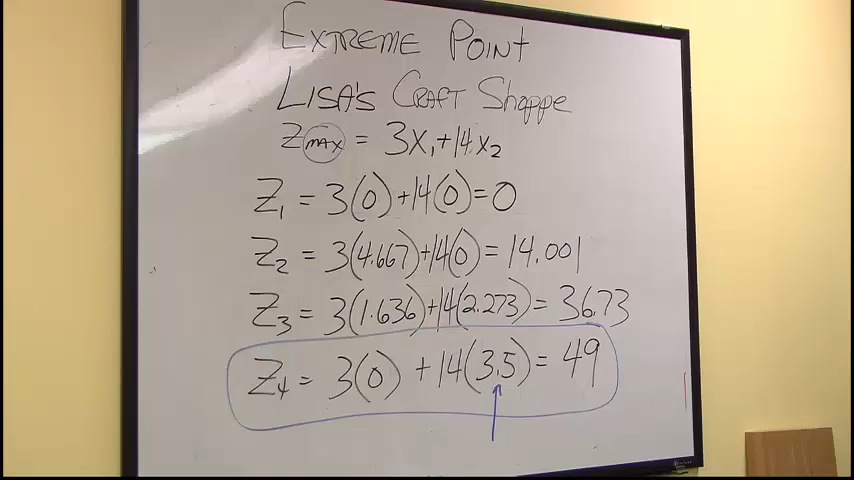 EXTREME POINT
LISA'S CRAFT Shoppe
Z MAX = 3X₁+14X₂
Z₁ = 3(0)+14(0)=0
Z₂ = 3(4.667)+14(0)=14.001
Z₃ = 3(1.636)+14(2.273)=36.73
Z₄ = 3(0) +14(3.5)= 49